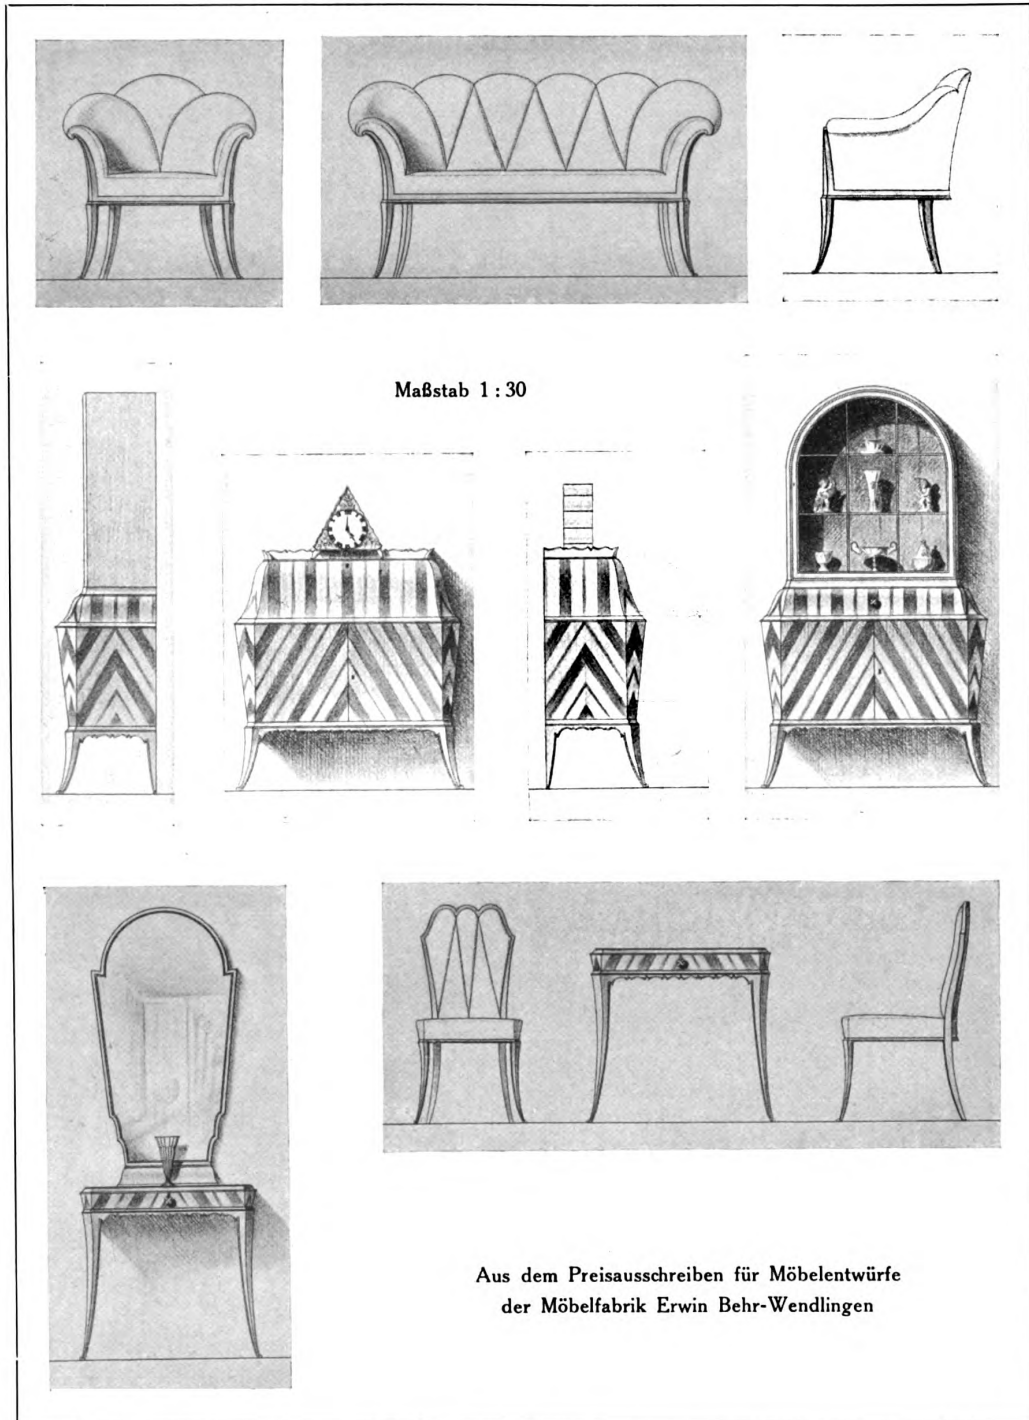 Maßstab 1 : 30
Aus dem Preisausschreiben für Möbelentwürfe
der Möbelfabrik Erwin Behr-Wendlingen